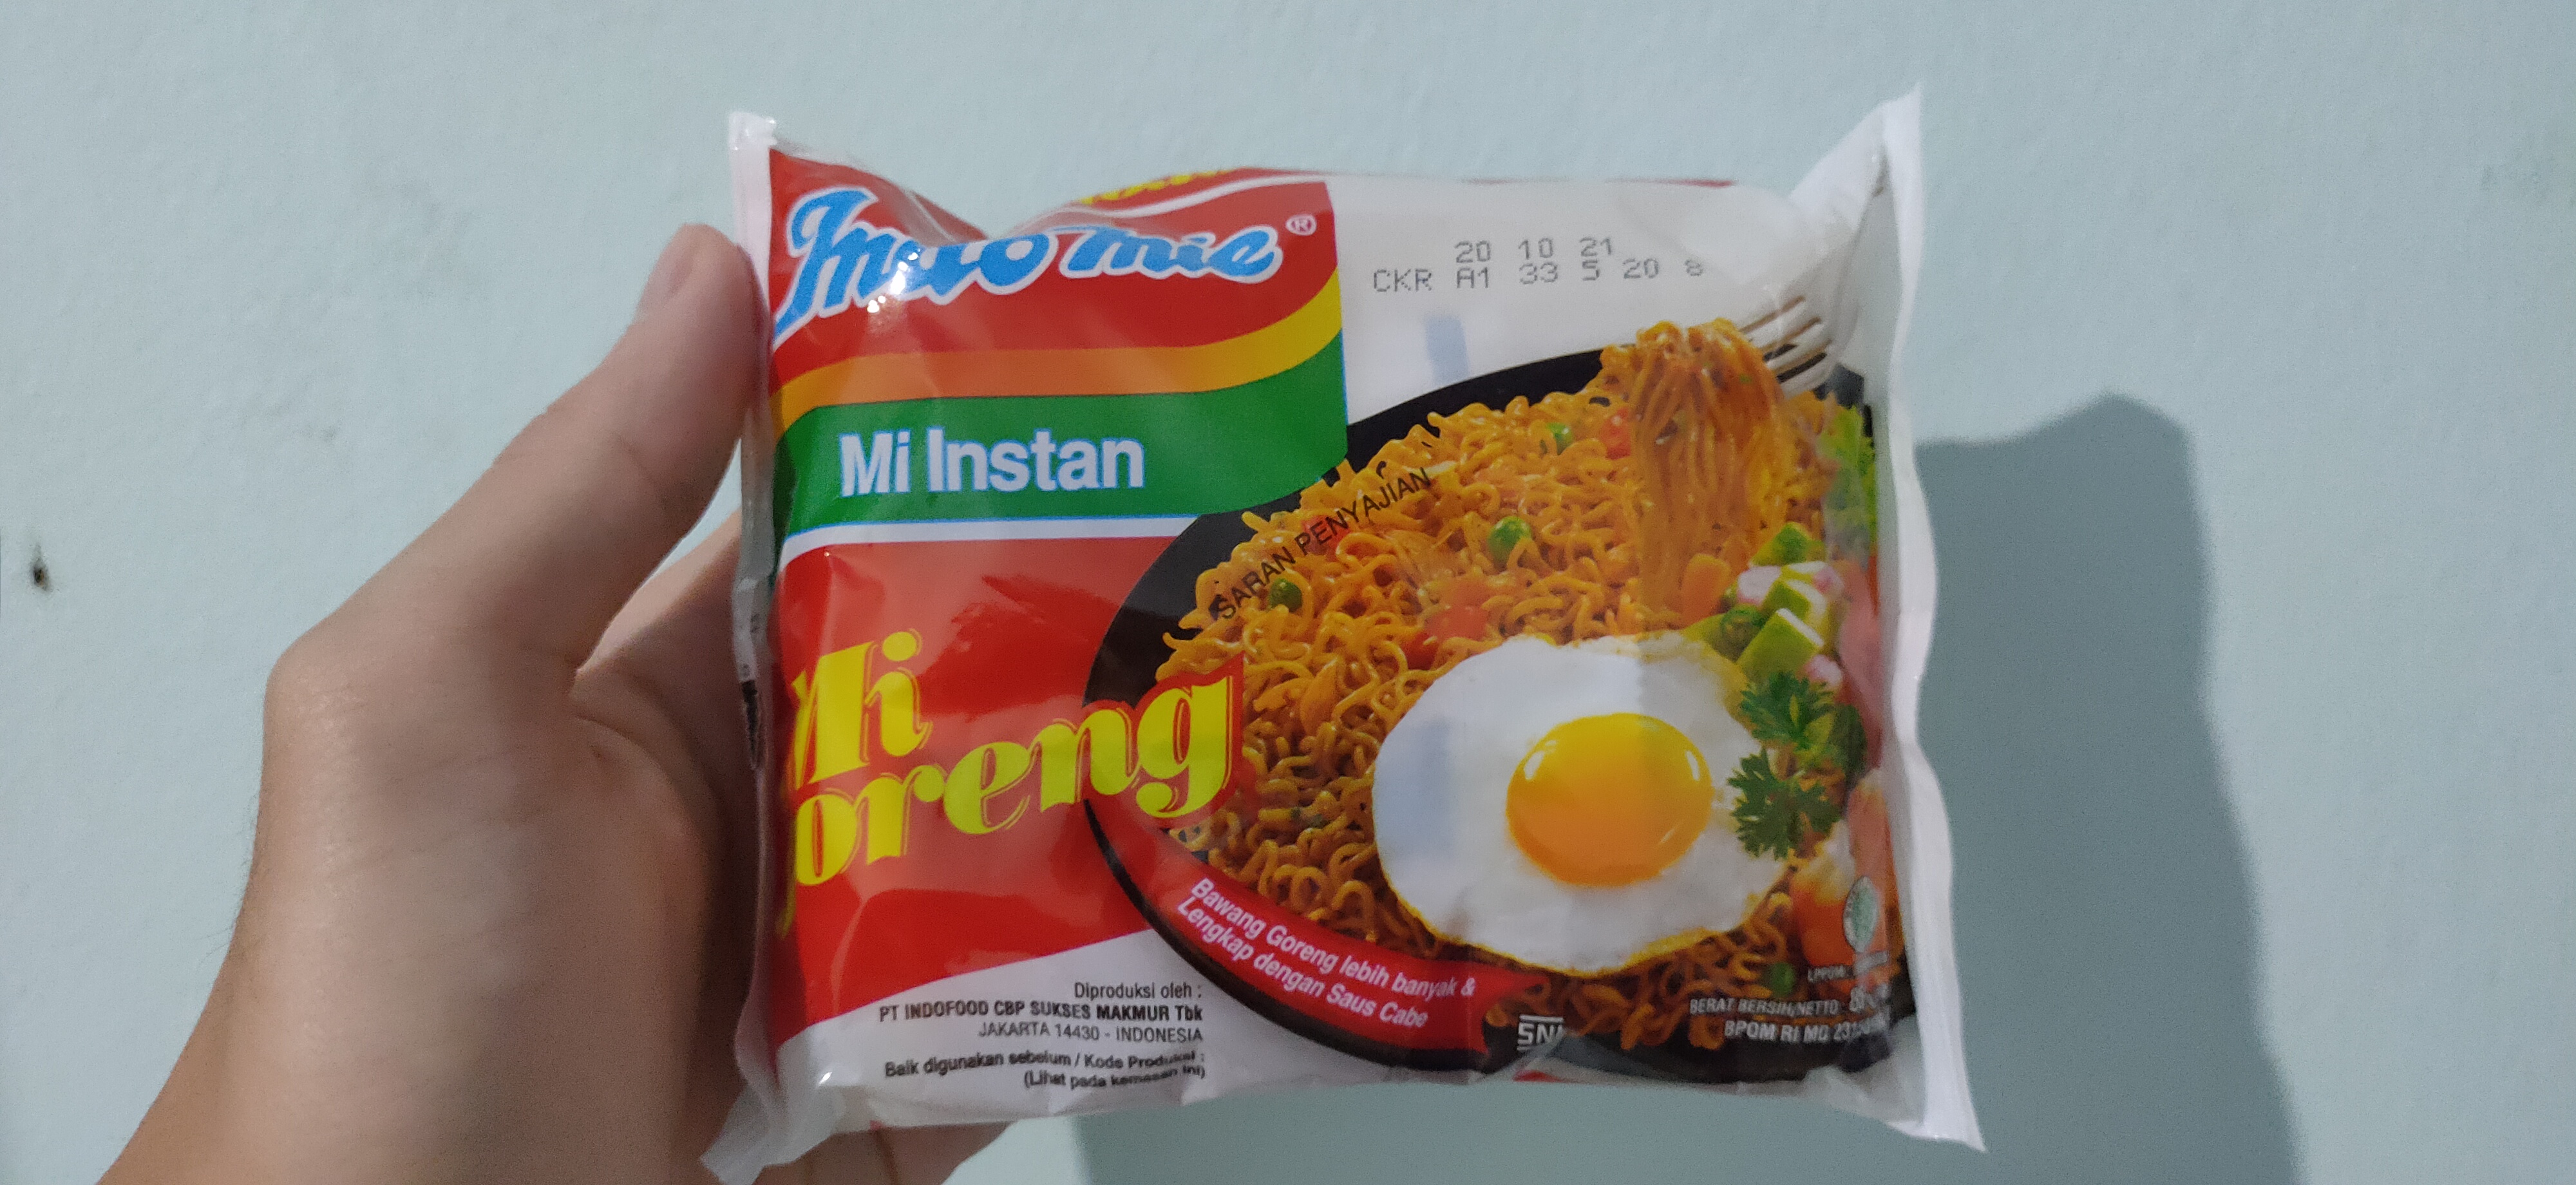 Indomie®
20 10 21
CKR A1 33 5 20 8
Mi Instan
SARAN PENYAJIAN
Mi
goreng
Bawang Goreng lebih banyak &
Lengkap dengan Saus Cabe
Diproduksi oleh :
PT INDOFOOD CBP SUKSES MAKMUR Tbk
JAKARTA 14430 - INDONESIA
Baik digunakan sebelum / Kode Produksi :
(Lihat pada kemasan ini)
SNI
LPPOM
BERAT BERSIH/NETTO
BPOM RI MD